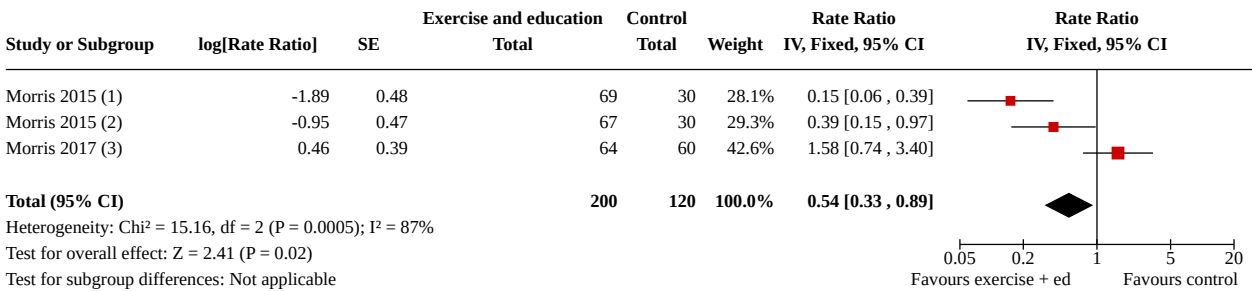 Exercise and education Control Rate Ratio Rate Ratio
Study or Subgroup log[Rate Ratio] SE Total Total Weight IV, Fixed, 95% CI IV, Fixed, 95% CI
Morris 2015 (1) -1.89 0.48 69 30 28.1% 0.15 [0.06 , 0.39]
Morris 2015 (2) -0.95 0.47 67 30 29.3% 0.39 [0.15 , 0.97]
Morris 2017 (3) 0.46 0.39 64 60 42.6% 1.58 [0.74 , 3.40]
Total (95% CI) 200 120 100.0% 0.54 [0.33 , 0.89]
Heterogeneity: Chi² = 15.16, df = 2 (P = 0.0005); I² = 87%
Test for overall effect: Z = 2.41 (P = 0.02) 0.05 0.2 1 5 20
Test for subgroup differences: Not applicable Favours exercise + ed Favours control